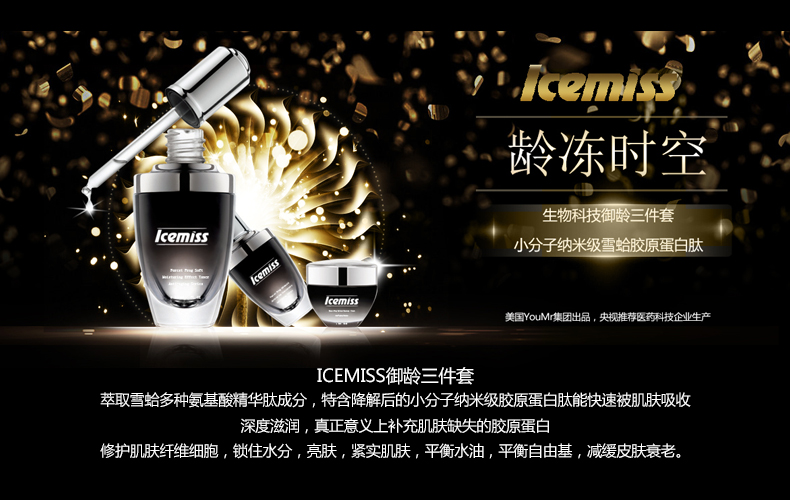 Icemiss
龄冻时空
生物科技御龄三件套
小分子纳米级雪蛤胶原蛋白肽
美国YouMr集团出品，央视推荐医药科技企业生产
Icemiss
Icemiss
Icemiss
ICEMISS御龄三件套
萃取雪蛤多种氨基酸精华肽成分，特含降解后的小分子纳米级胶原蛋白肽能快速被肌肤吸收
深度滋润，真正意义上补充肌肤缺失的胶原蛋白
修护肌肤纤维细胞，锁住水分，亮肤，紧实肌肤，平衡水油，平衡自由基，减缓皮肤衰老。